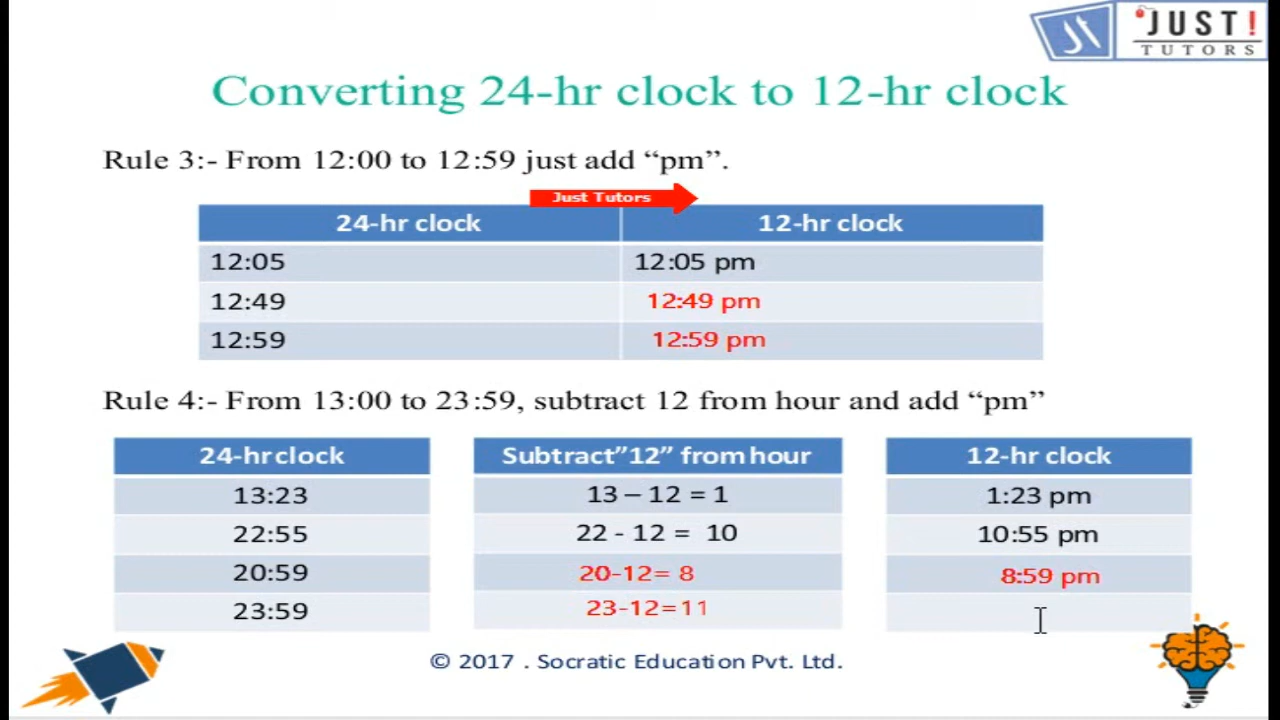 JUST!
TUTORS
Converting 24-hr clock to 12-hr clock
Rule 3:- From 12:00 to 12:59 just add “pm”.
Just Tutors
24-hr clock 12-hr clock
12:05 12:05 pm
12:49 12:49 pm
12:59 12:59 pm
Rule 4:- From 13:00 to 23:59, subtract 12 from hour and add “pm”
24-hr clock Subtract”12” from hour 12-hr clock
13:23 13 – 12 = 1 1:23 pm
22:55 22 - 12 = 10 10:55 pm
20:59 20-12= 8 8:59 pm
23:59 23-12=11
© 2017 . Socratic Education Pvt. Ltd.